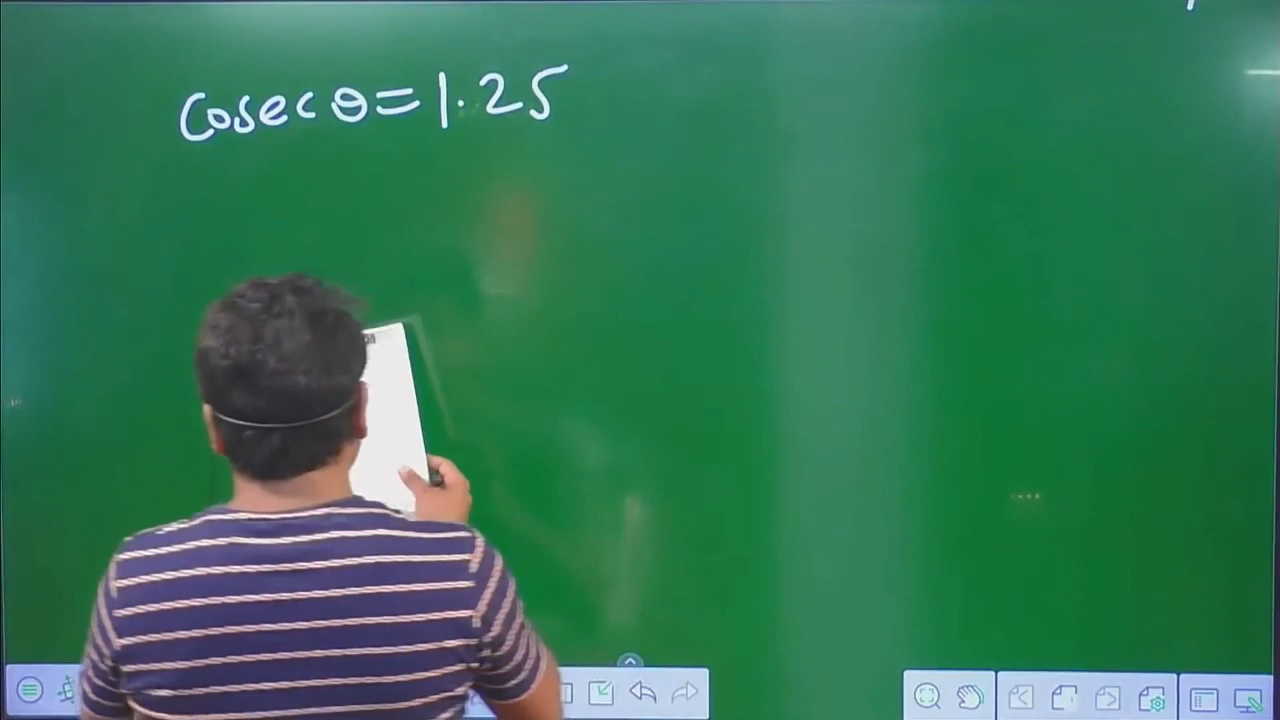 Cosec θ = 1.25